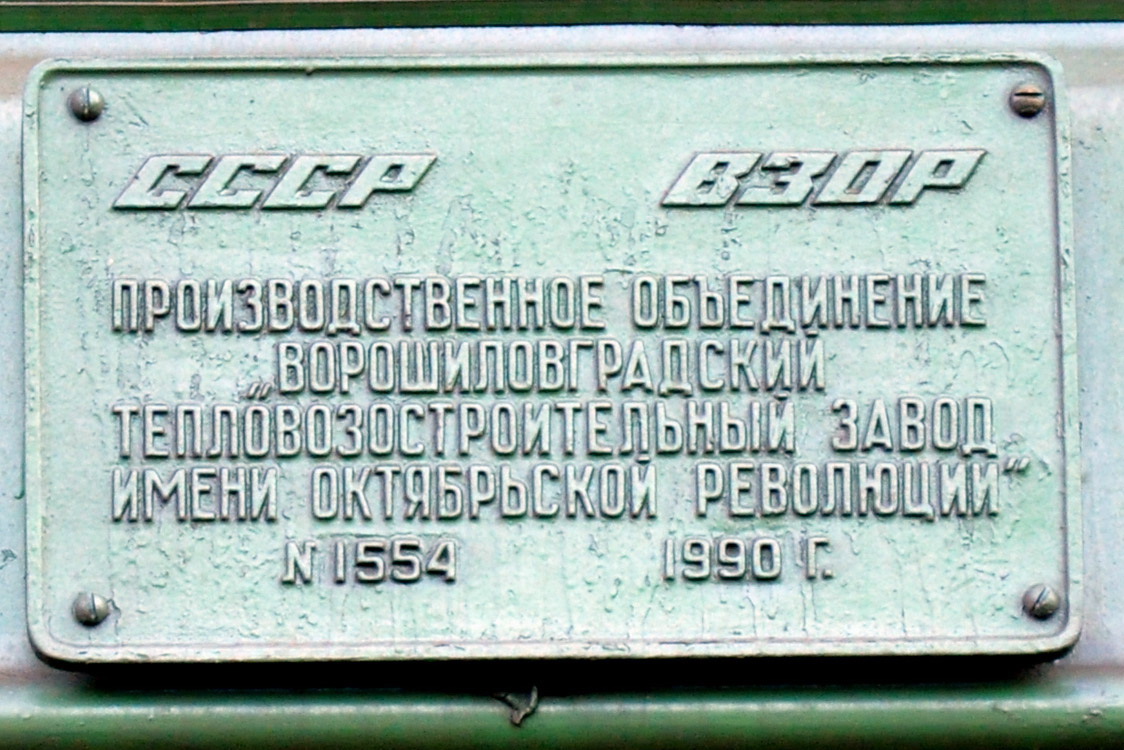 СССР ВЗОР
ПРОИЗВОДСТВЕННОЕ ОБЪЕДИНЕНИЕ
„ВОРОШИЛОВГРАДСКИЙ
ТЕПЛОВОЗОСТРОИТЕЛЬНЫЙ ЗАВОД
ИМЕНИ ОКТЯБРЬСКОЙ РЕВОЛЮЦИИ“
N 1554 1990 Г.